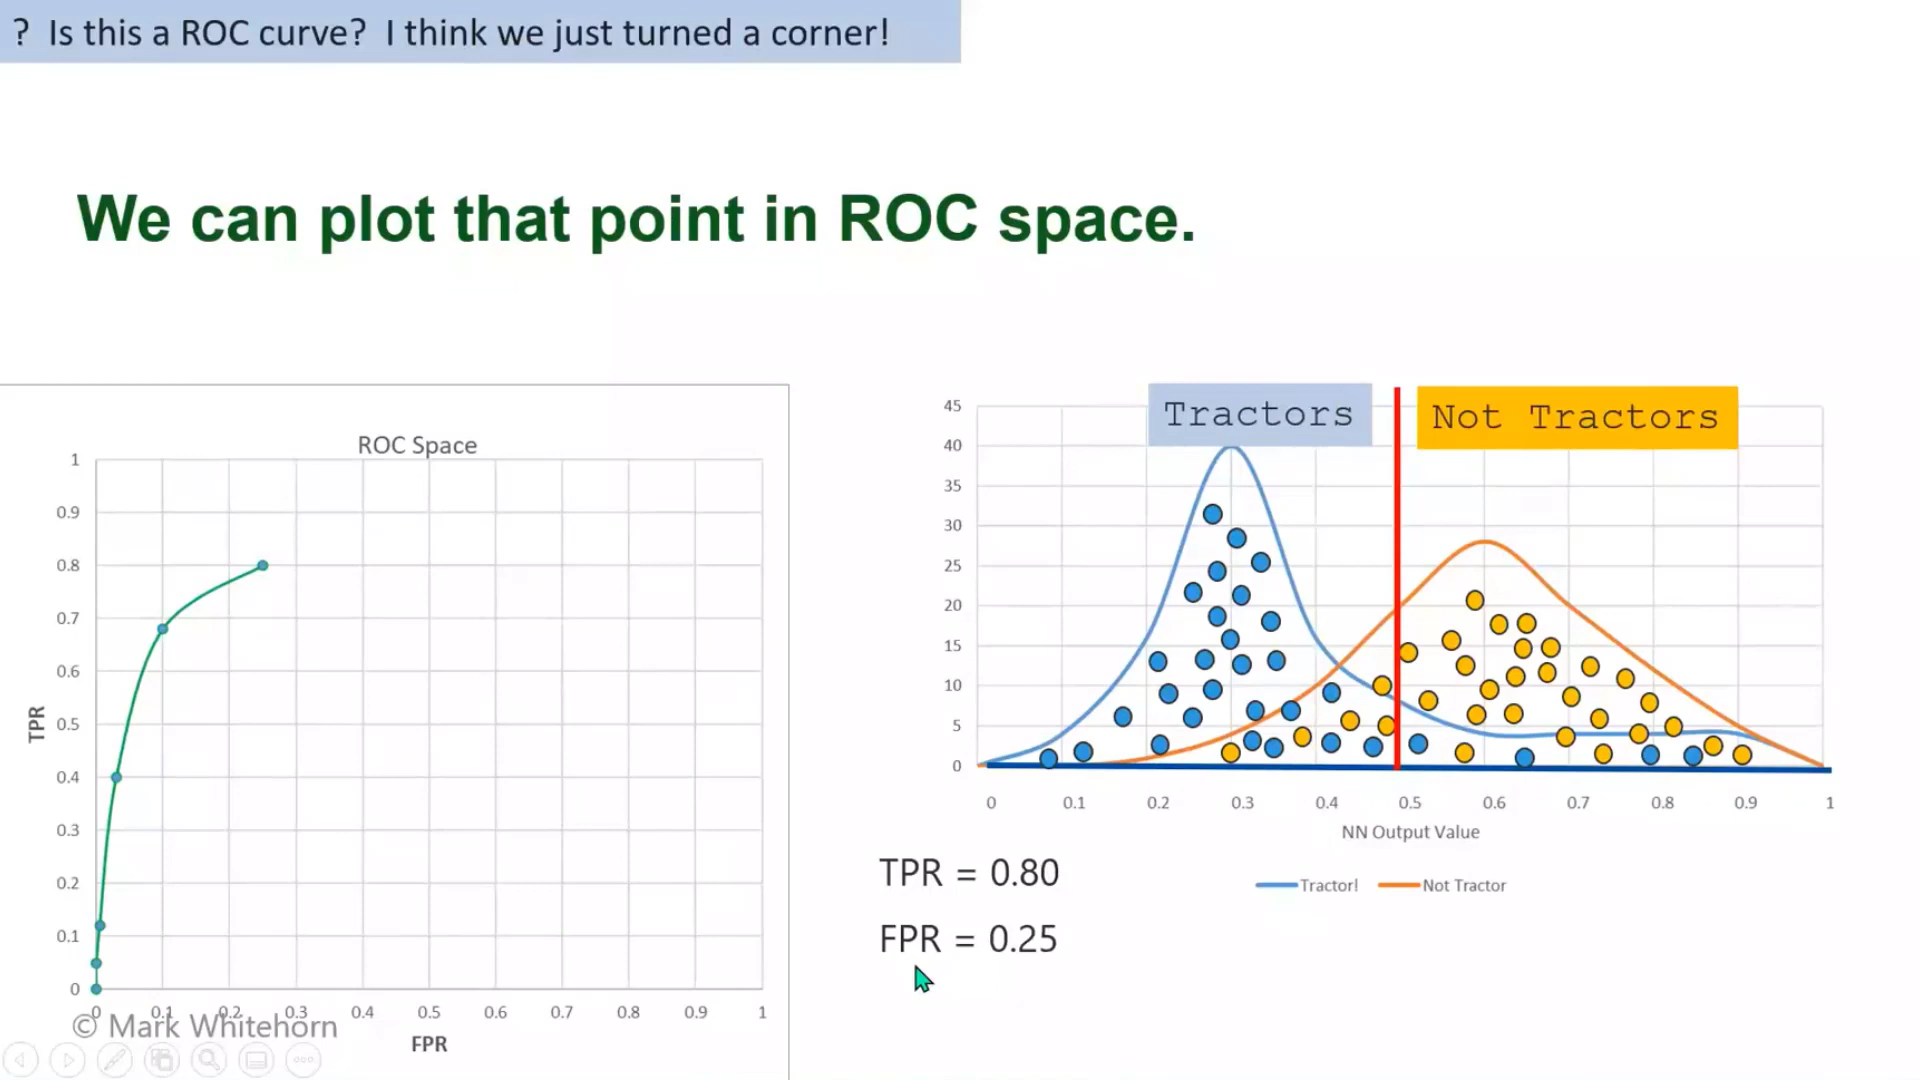 ? Is this a ROC curve? I think we just turned a corner!
We can plot that point in ROC space.
ROC Space
1
0.9
0.8
0.7
0.6
0.5
0.4
0.3
0.2
0.1
0
TPR
0 0.1 0.2 0.3 0.4 0.5 0.6 0.7 0.8 0.9 1
FPR
© Mark Whitehorn
Tractors
Not Tractors
45
40
35
30
25
20
15
10
5
0
0 0.1 0.2 0.3 0.4 0.5 0.6 0.7 0.8 0.9 1
NN Output Value
Tractor! Not Tractor
TPR = 0.80
FPR = 0.25